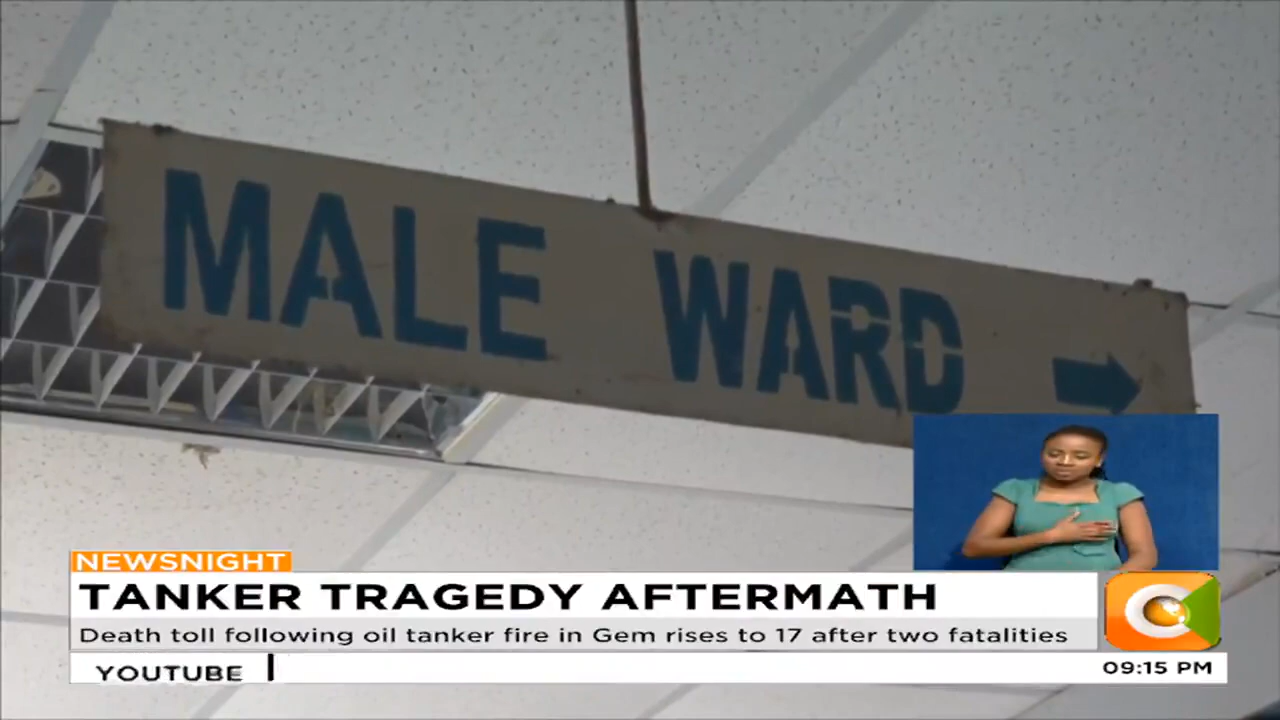 MALE WARD
NEWSNIGHT
TANKER TRAGEDY AFTERMATH
Death toll following oil tanker fire in Gem rises to 17 after two fatalities
YOUTUBE
09:15 PM